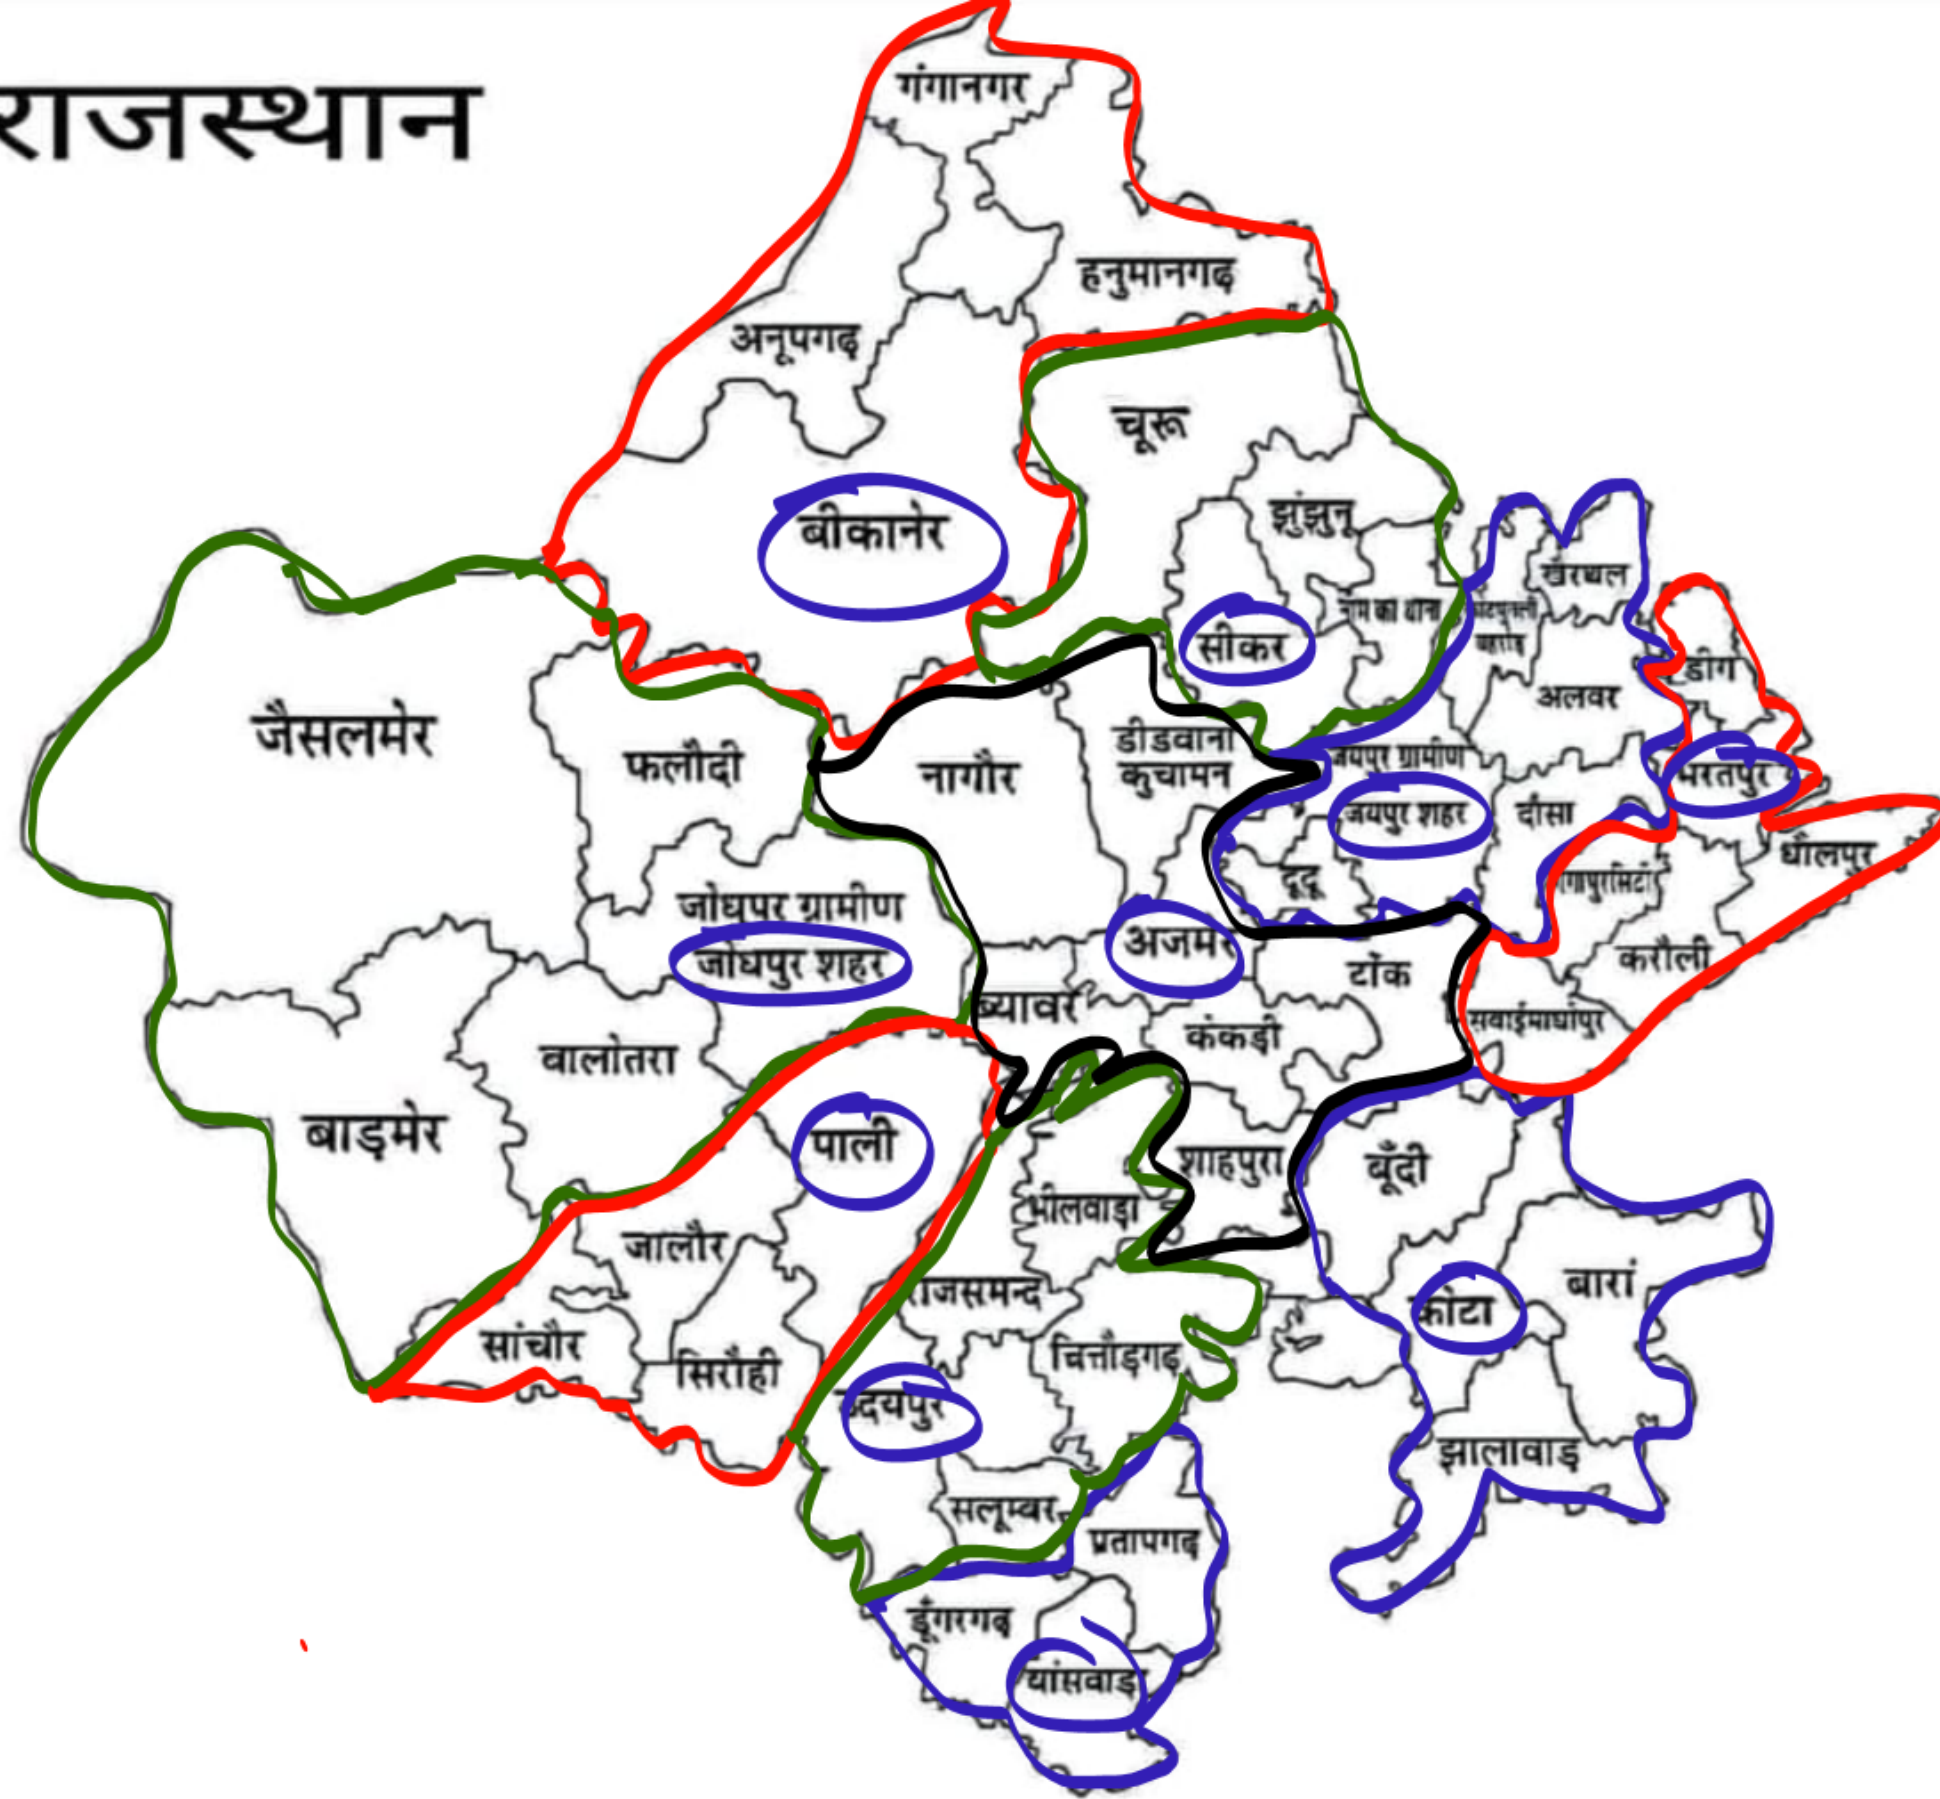 राजस्थान
गंगानगर
हनुमानगढ़
अनूपगढ़
चूरू
बीकानेर
झुंझुनू
खैरथल
नीम का थाना
सीकर
डीग
अलवर
जैसलमेर
फलौदी
नागौर
डीडवाना
कुचामन
जयपुर ग्रामीण
भरतपुर
जयपुर शहर
दौसा
धौलपुर
दूदू
गंगापुरसिटी
जोधपुर ग्रामीण
जोधपुर शहर
अजमेर
टोंक
करौली
ब्यावर
केकड़ी
सवाईमाधोपुर
वालोतरा
बाड़मेर
पाली
शाहपुरा
बूँदी
भीलवाड़ा
जालौर
राजसमन्द
कोटा
बारां
सांचौर
सिरौही
चित्तौड़गढ़
उदयपुर
झालावाड़
सलूम्बर
प्रतापगढ़
डूँगरगढ़